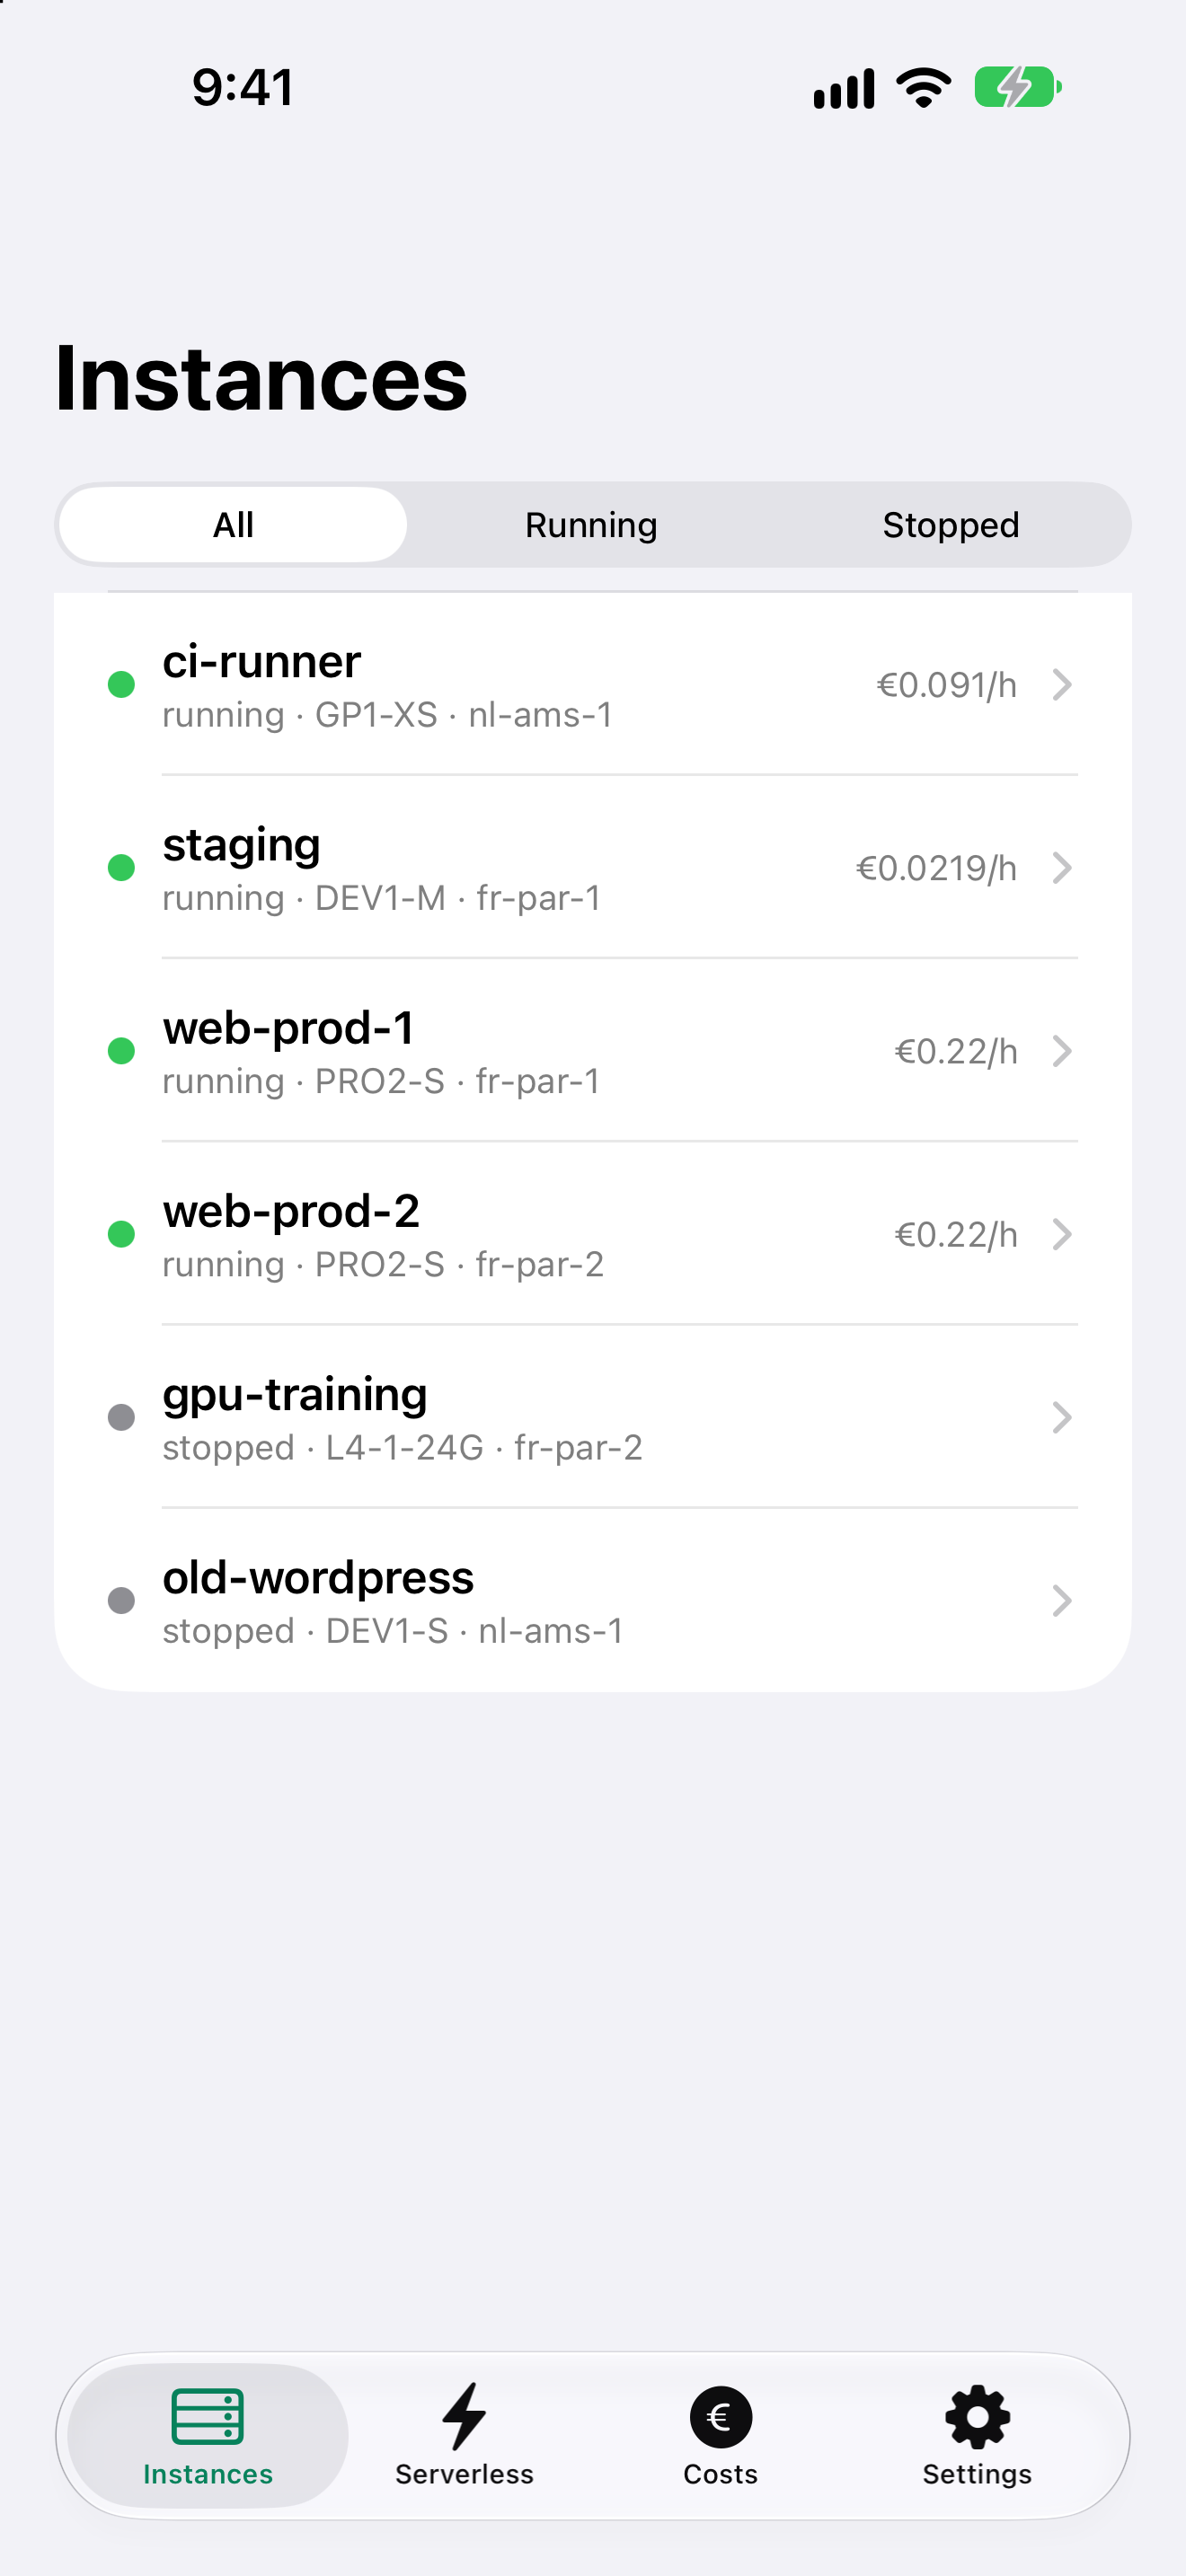 9:41
Instances
All
Running
Stopped
ci-runner
running · GP1-XS · nl-ams-1
€0.091/h
staging
running · DEV1-M · fr-par-1
€0.0219/h
web-prod-1
running · PRO2-S · fr-par-1
€0.22/h
web-prod-2
running · PRO2-S · fr-par-2
€0.22/h
gpu-training
stopped · L4-1-24G · fr-par-2
old-wordpress
stopped · DEV1-S · nl-ams-1
€
Instances
Serverless
Costs
Settings